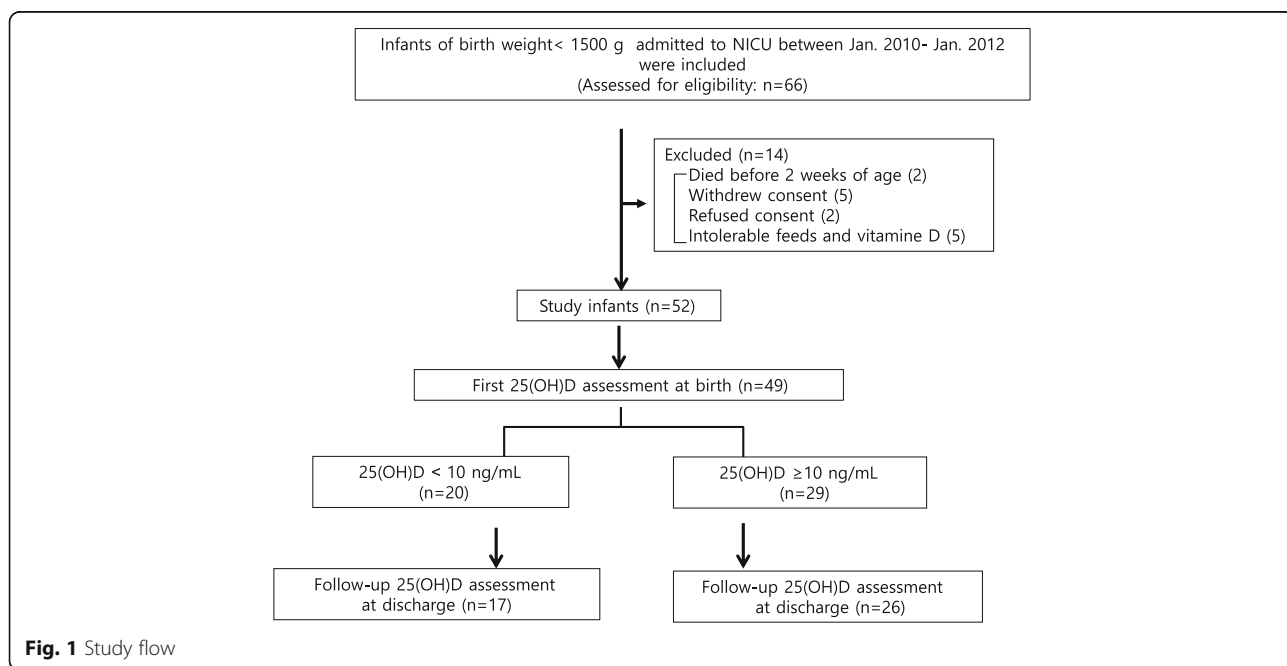 Infants of birth weight< 1500 g admitted to NICU between Jan. 2010- Jan. 2012
were included
(Assessed for eligibility: n=66)
Excluded (n=14)
Died before 2 weeks of age (2)
Withdrew consent (5)
Refused consent (2)
Intolerable feeds and vitamine D (5)
Study infants (n=52)
First 25(OH)D assessment at birth (n=49)
25(OH)D < 10 ng/mL
(n=20)
25(OH)D ≥10 ng/mL
(n=29)
Follow-up 25(OH)D assessment
at discharge (n=17)
Follow-up 25(OH)D assessment
at discharge (n=26)
Fig. 1 Study flow